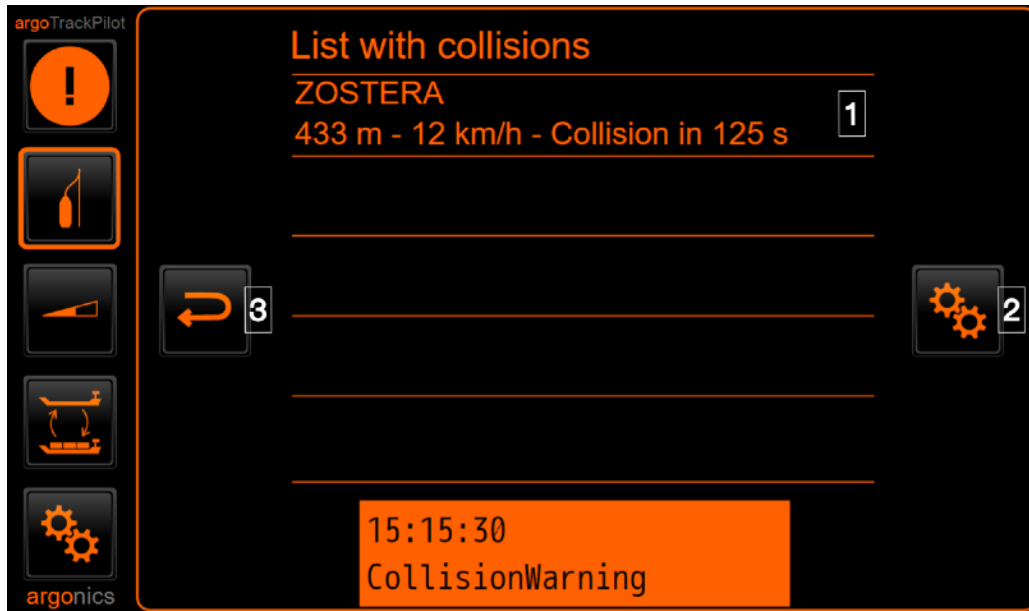 argoTrackPilot
!
List with collisions
ZOSTERA
433 m - 12 km/h - Collision in 125 s
1
3
2
15:15:30
CollisionWarning
argonics